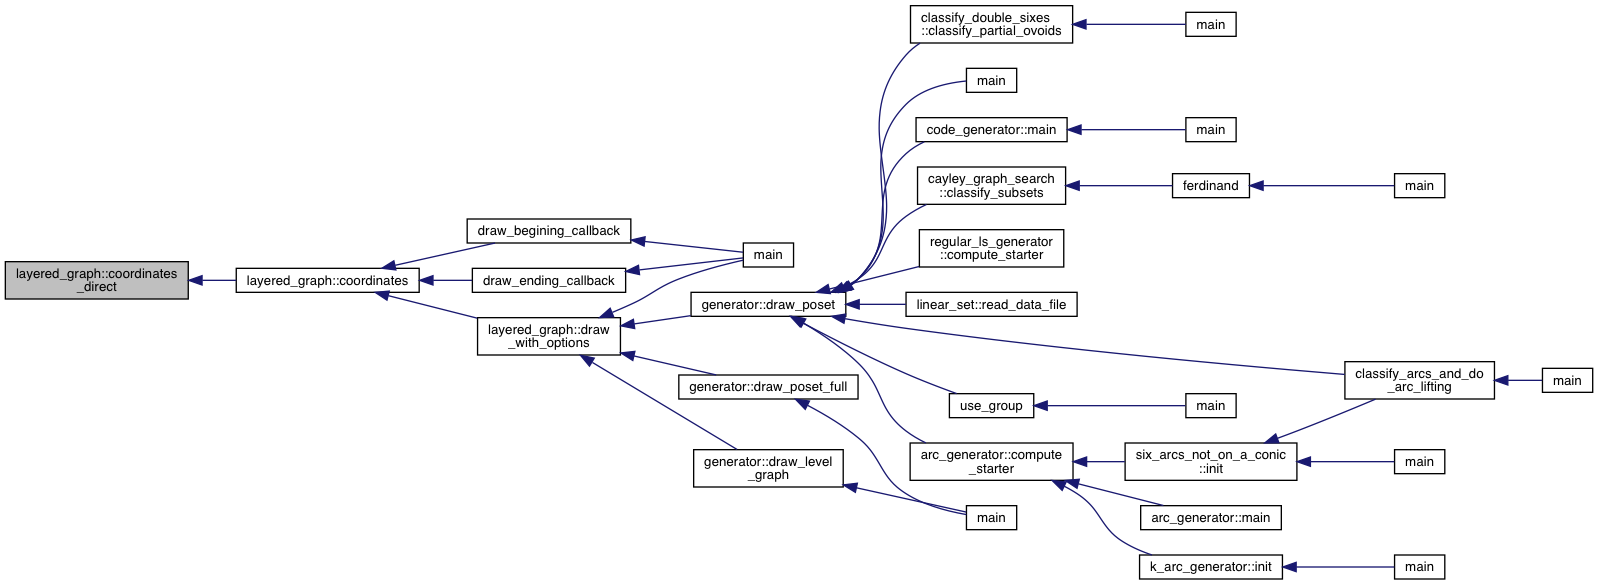 classify_double_sixes
::classify_partial_ovoids
main
main
code_generator::main
main
cayley_graph_search
::classify_subsets
ferdinand
main
draw_begining_callback
regular_ls_generator
::compute_starter
main
layered_graph::coordinates
_direct
layered_graph::coordinates
draw_ending_callback
generator::draw_poset
linear_set::read_data_file
layered_graph::draw
_with_options
generator::draw_poset_full
classify_arcs_and_do
_arc_lifting
main
use_group
main
generator::draw_level
_graph
arc_generator::compute
_starter
six_arcs_not_on_a_conic
::init
main
main
arc_generator::main
k_arc_generator::init
main